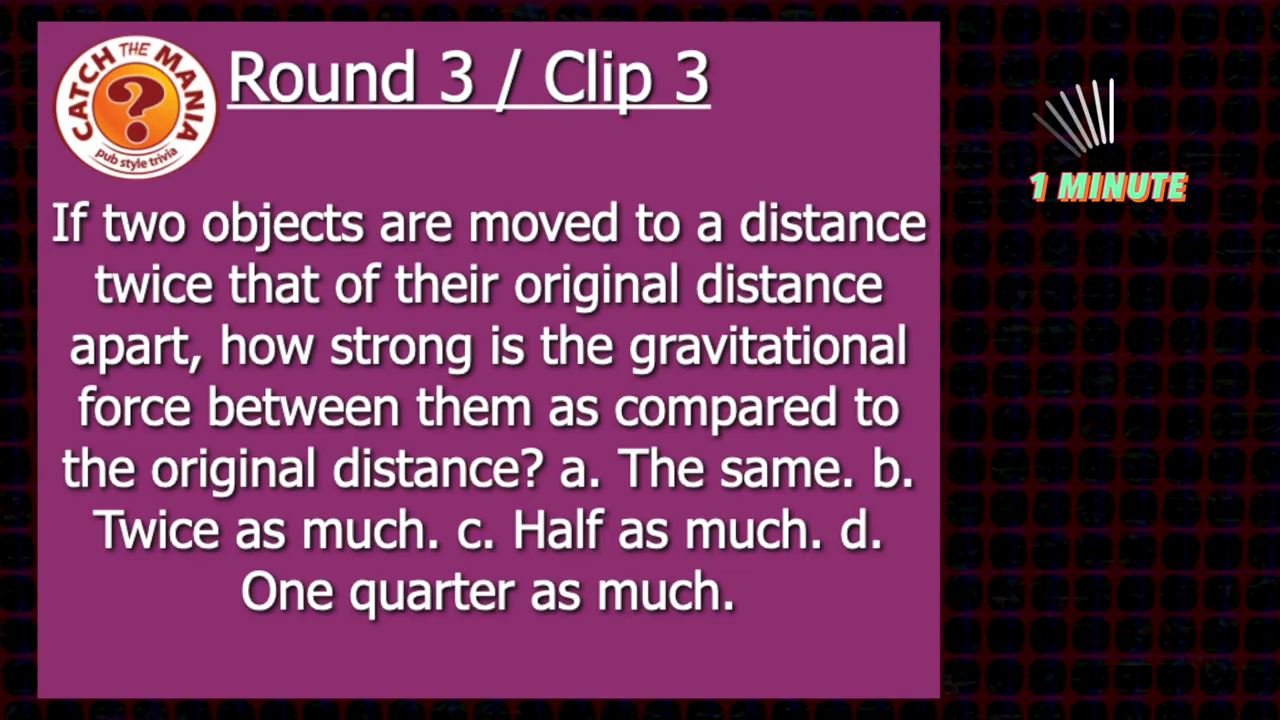 CATCH THE MANIA
?
pub style trivia
Round 3 / Clip 3
1 MINUTE
If two objects are moved to a distance
twice that of their original distance
apart, how strong is the gravitational
force between them as compared to
the original distance? a. The same. b.
Twice as much. c. Half as much. d.
One quarter as much.